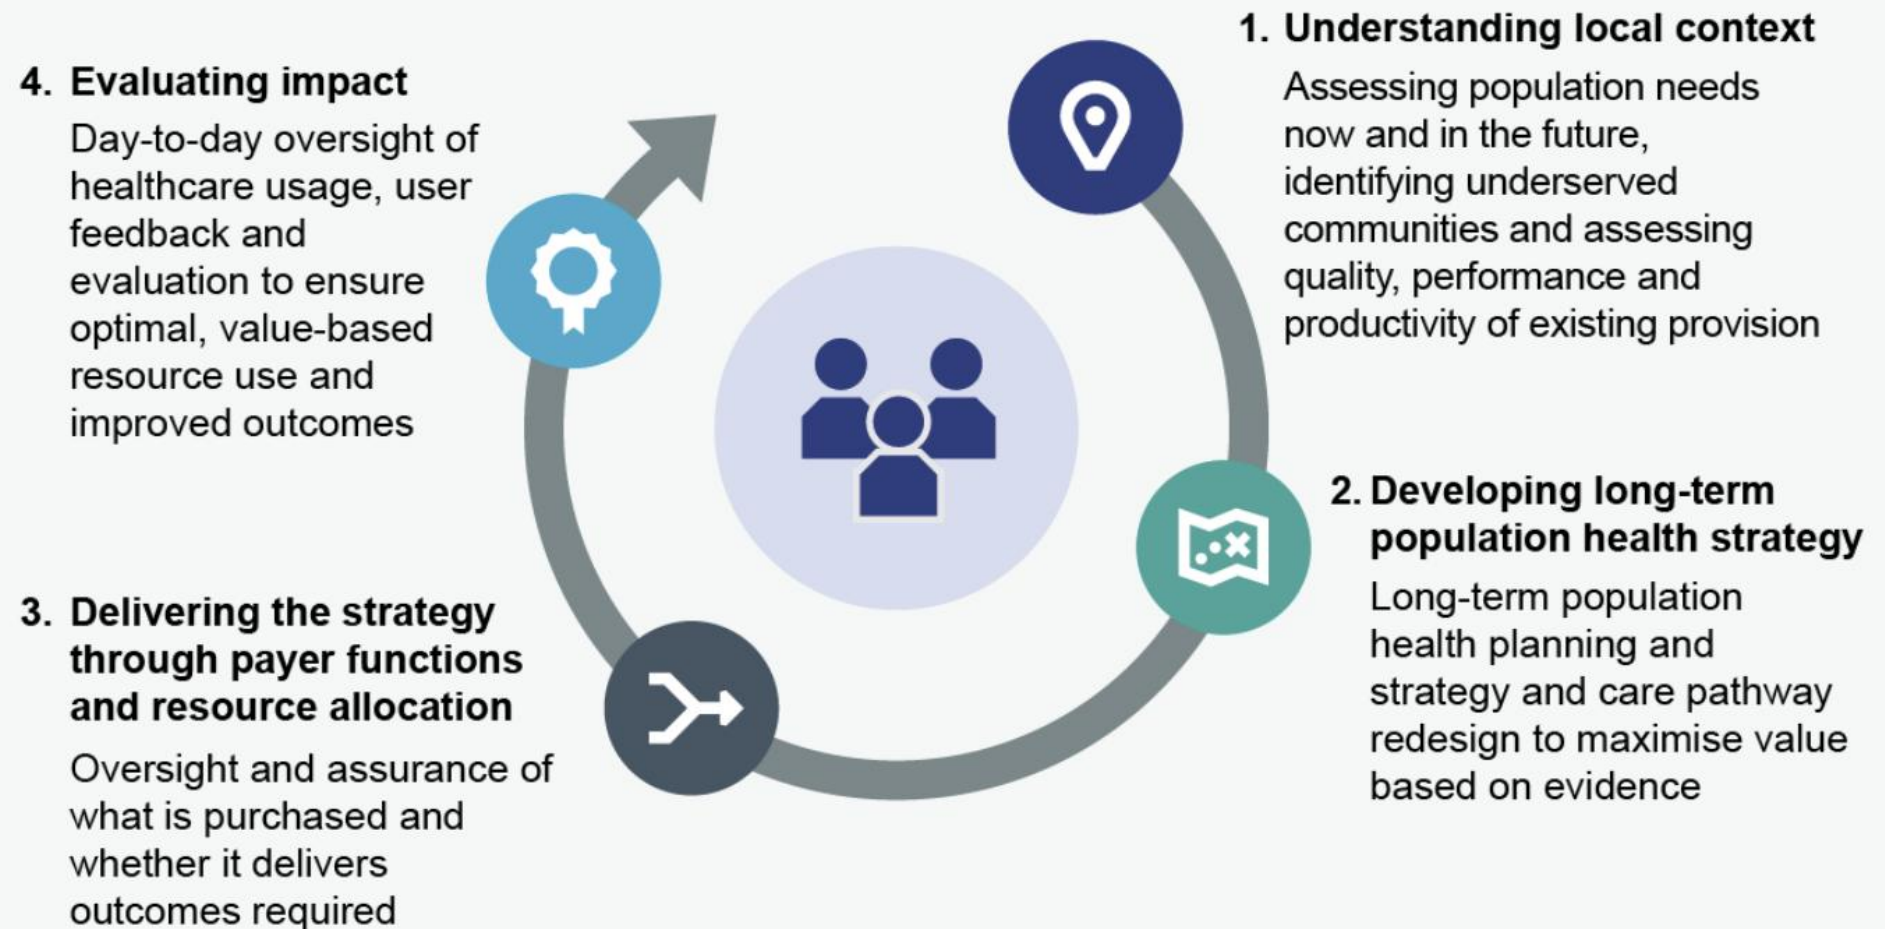 1. Understanding local context
Assessing population needs
now and in the future,
identifying underserved
communities and assessing
quality, performance and
productivity of existing provision
2. Developing long-term
population health strategy
Long-term population
health planning and
strategy and care pathway
redesign to maximise value
based on evidence
3. Delivering the strategy
through payer functions
and resource allocation
Oversight and assurance of
what is purchased and
whether it delivers
outcomes required
4. Evaluating impact
Day-to-day oversight of
healthcare usage, user
feedback and
evaluation to ensure
optimal, value-based
resource use and
improved outcomes